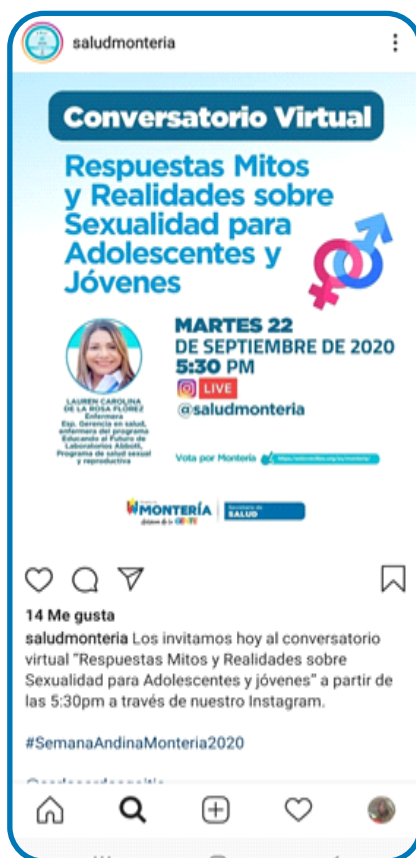 saludmonteria
Conversatorio Virtual
Respuestas Mitos
y Realidades sobre
Sexualidad para
Adolescentes y
Jóvenes
MARTES 22
DE SEPTIEMBRE DE 2020
5:30 PM
LIVE
@saludmonteria
LAUREN CAROLINA
DE LA ROSA FLÓREZ
Enfermera
Esp. Gerencia en salud,
enfermera del programa
Educando al Futuro de
Laboratorios Abbott,
Programa de salud sexual
y reproductiva
Vota por Montería
MONTERÍA
SALUD
14 Me gusta
saludmonteria Los invitamos hoy al conversatorio
virtual "Respuestas Mitos y Realidades sobre
Sexualidad para Adolescentes y jóvenes" a partir de
las 5:30pm a través de nuestro Instagram.
#SemanaAndinaMonteria2020